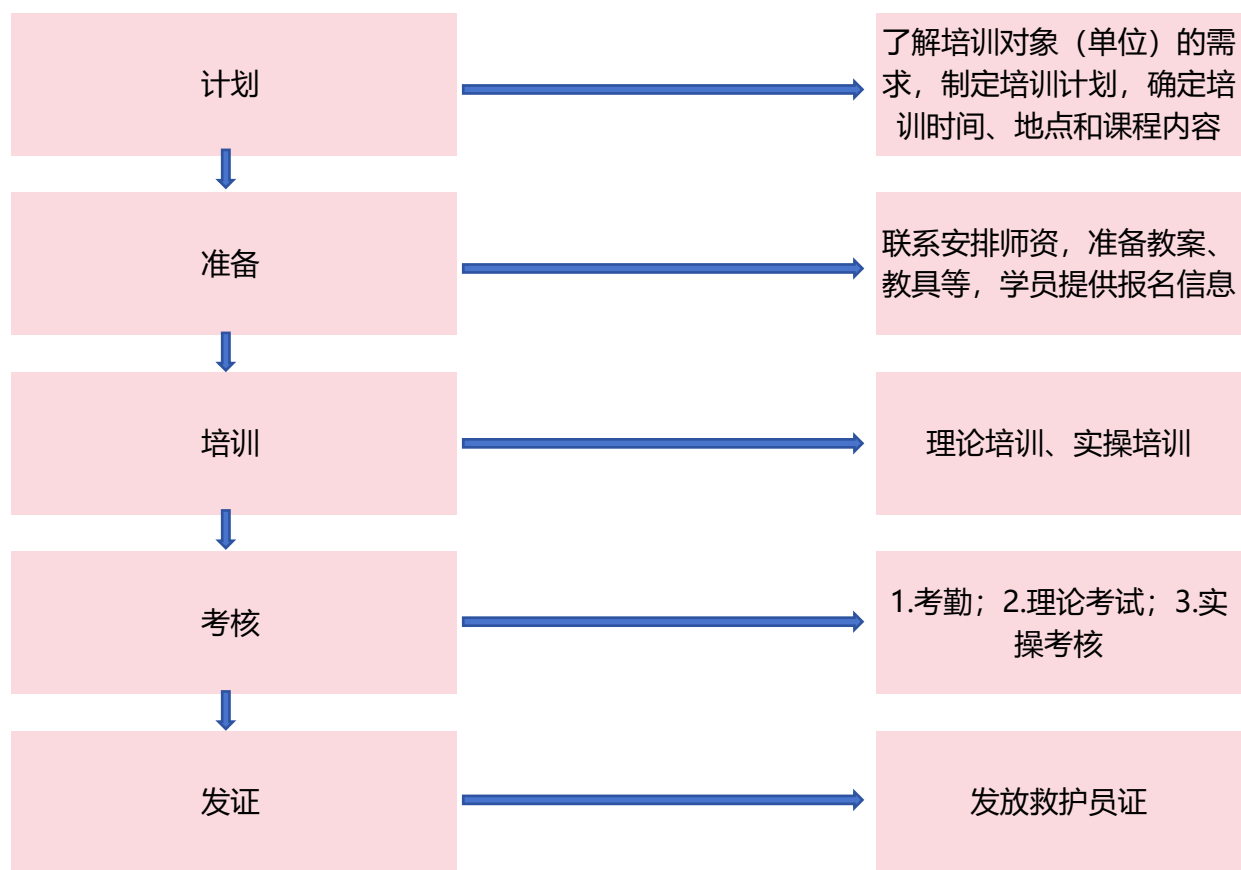 计划
了解培训对象（单位）的需
求，制定培训计划，确定培
训时间、地点和课程内容
准备
联系安排师资，准备教案、
教具等，学员提供报名信息
培训
理论培训、实操培训
考核
1.考勤；2.理论考试；3.实
操考核
发证
发放救护员证